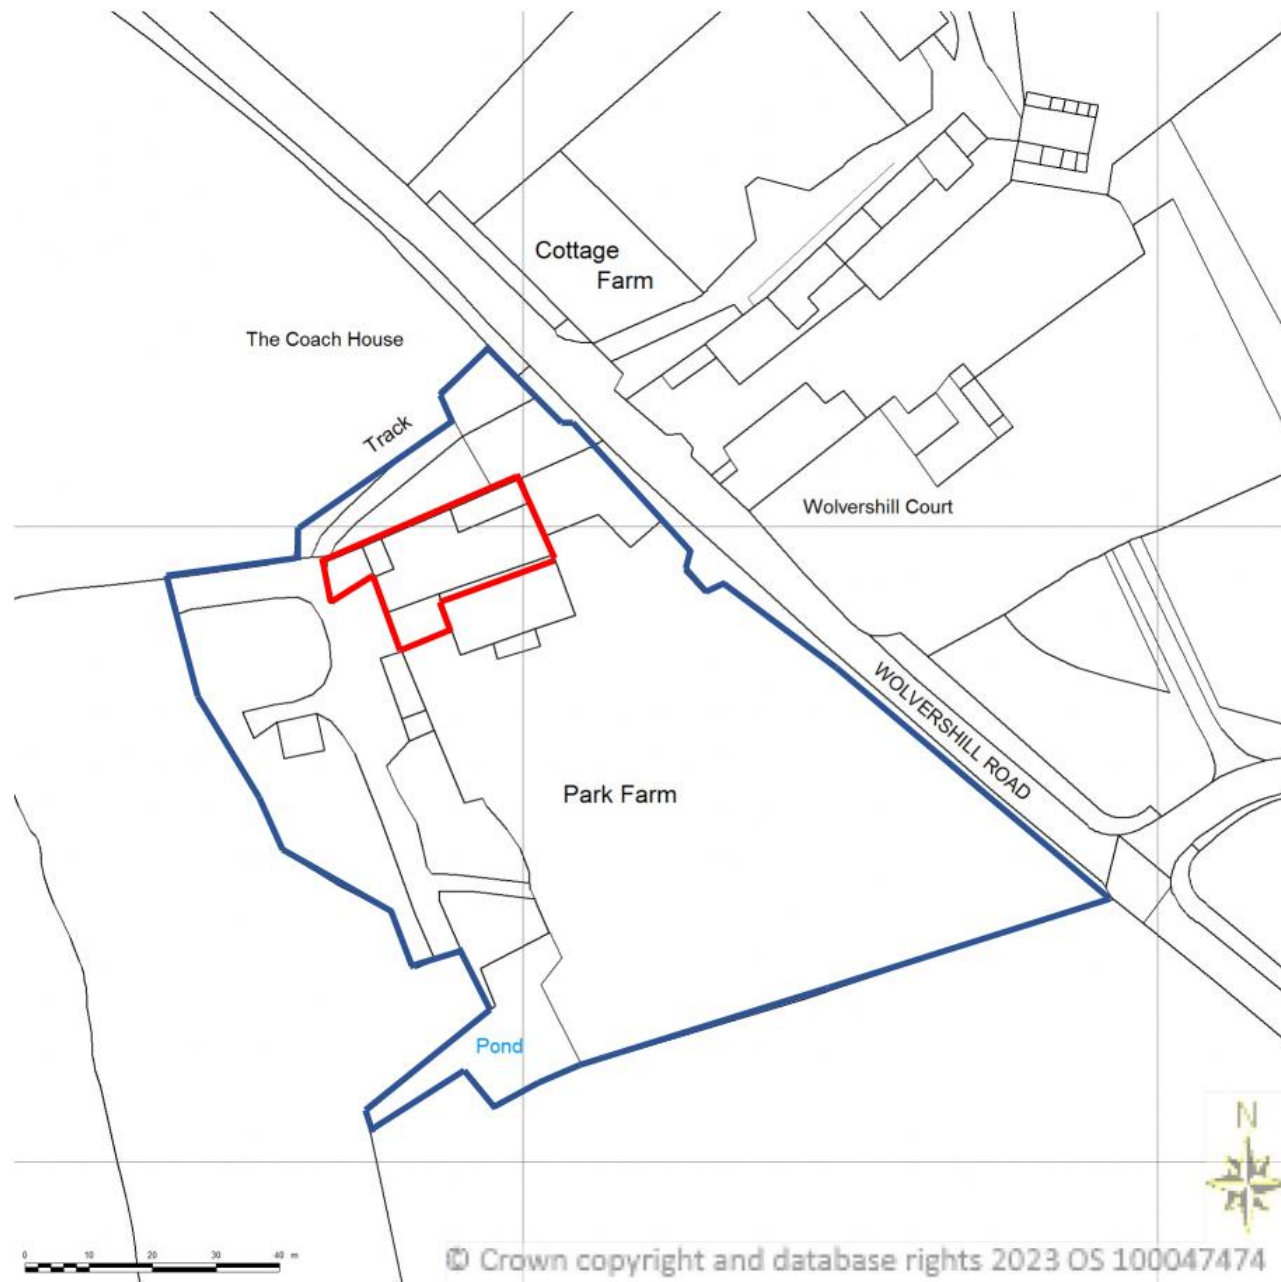 Cottage
Farm
The Coach House
Track
Wolvershill Court
WOLVERSHILL ROAD
Park Farm
Pond
N
0 10 20 30 40 m
© Crown copyright and database rights 2023 OS 100047474